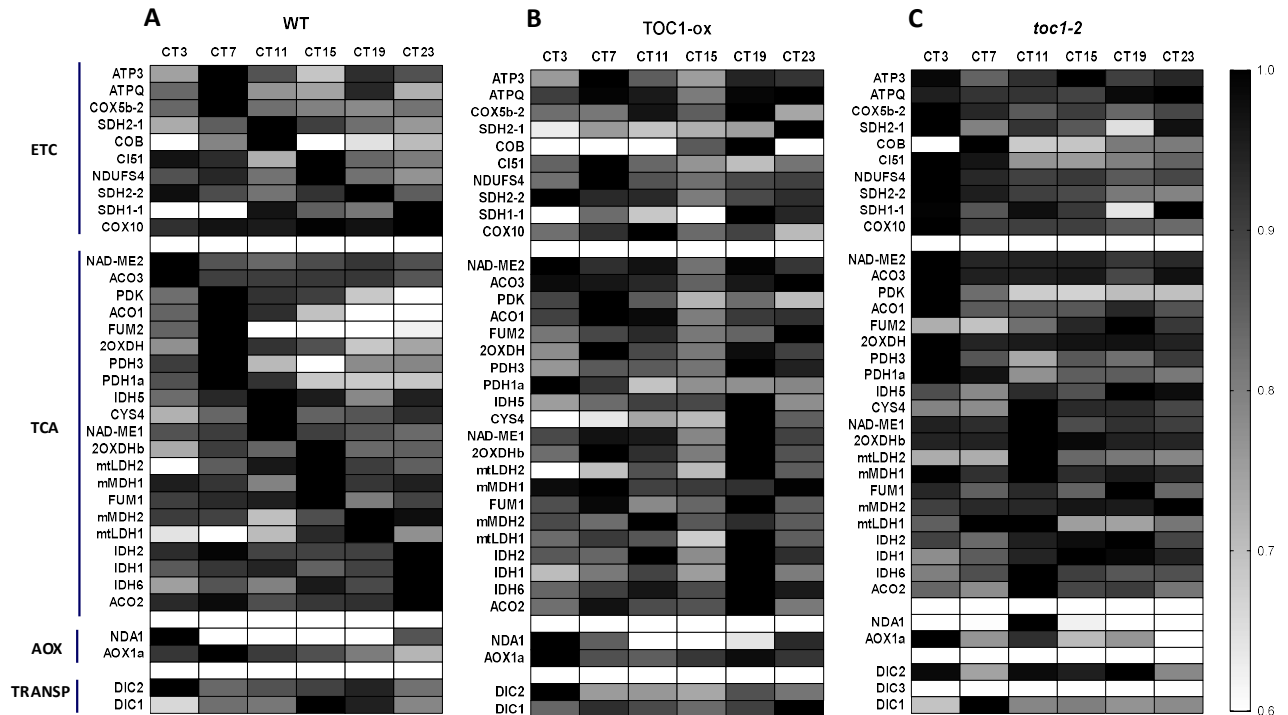 A WT
CT3 CT7 CT11 CT15 CT19 CT23
ETC
ATP3
ATPQ
COX5b-2
SDH2-1
COB
CI51
NDUFS4
SDH2-2
SDH1-1
COX10
TCA
NAD-ME2
ACO3
PDK
ACO1
FUM2
2OXDH
PDH3
PDH1a
IDH5
CYS4
NAD-ME1
2OXDHb
mtLDH2
mMDH1
FUM1
mMDH2
mtLDH1
IDH2
IDH1
IDH6
ACO2
AOX
NDA1
AOX1a
TRANSP
DIC2
DIC1
B TOC1-ox
CT3 CT7 CT11 CT15 CT19 CT23
ATP3
ATPQ
COX5b-2
SDH2-1
COB
CI51
NDUFS4
SDH2-2
SDH1-1
COX10
NAD-ME2
ACO3
PDK
ACO1
FUM2
2OXDH
PDH3
PDH1a
IDH5
CYS4
NAD-ME1
2OXDHb
mtLDH2
mMDH1
FUM1
mMDH2
mtLDH1
IDH2
IDH1
IDH6
ACO2
NDA1
AOX1a
DIC2
DIC1
C toc1-2
CT3 CT7 CT11 CT15 CT19 CT23
ATP3
ATPQ
COX5b-2
SDH2-1
COB
CI51
NDUFS4
SDH2-2
SDH1-1
COX10
NAD-ME2
ACO3
PDK
ACO1
FUM2
2OXDH
PDH3
PDH1a
IDH5
CYS4
NAD-ME1
2OXDHb
mtLDH2
mMDH1
FUM1
mMDH2
mtLDH1
IDH2
IDH1
IDH6
ACO2
NDA1
AOX1a
DIC2
DIC3
DIC1
1.0
0.9
0.8
0.7
0.6